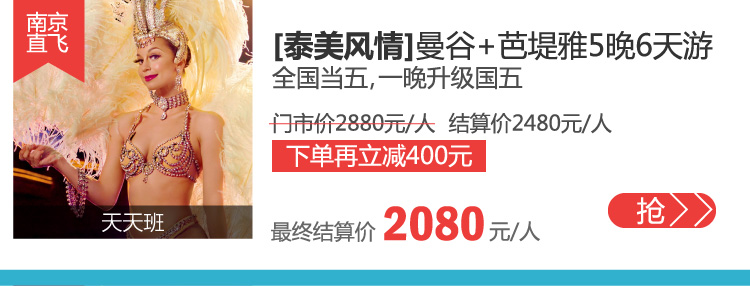 南京
直飞
[泰美风情]曼谷+芭堤雅5晚6天游
全国当五,一晚升级国五
门市价2880元/人 结算价2480元/人
下单再立减400元
天天班
最终结算价 2080 元/人
抢